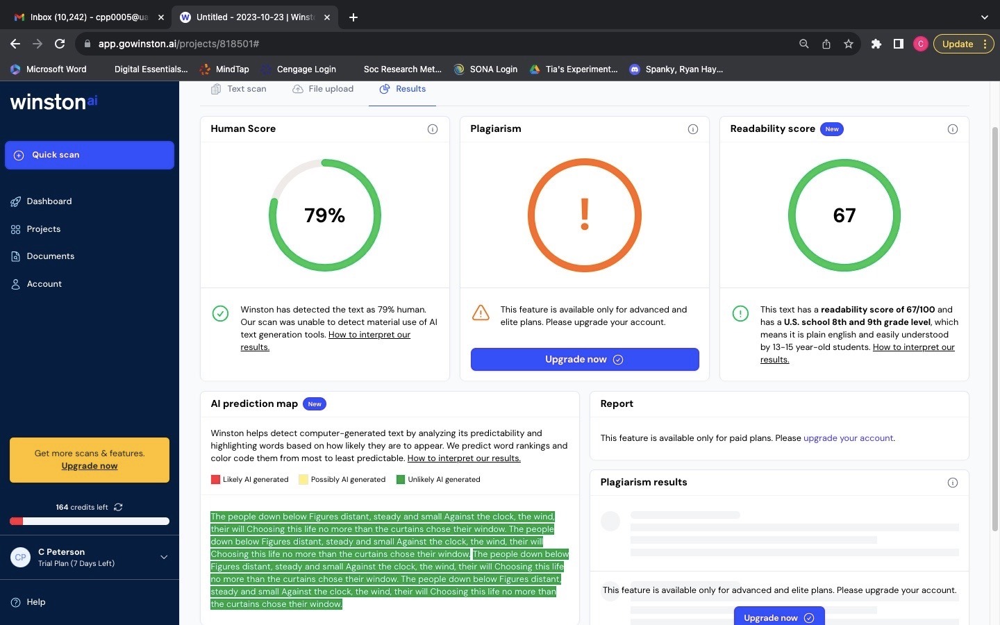 Inbox (10,242) - cpp0005@ua
Untitled - 2023-10-23 | Winst
app.gowinston.ai/projects/818501#
C
Update
Microsoft Word
Digital Essentials...
MindTap
Cengage Login
Soc Research Met...
SONA Login
Tia's Experiment...
Spanky, Ryan Hay...
winston ai
Quick scan
Dashboard
Projects
Documents
Account
Get more scans & features.
Upgrade now
164 credits left
CP
C Peterson
Trial Plan (7 Days Left)
Help
Text scan
File upload
Results
Human Score
79%
Winston has detected the text as 79% human.
Our scan was unable to detect material use of AI
text generation tools. How to interpret our
results.
Plagiarism
!
This feature is available only for advanced and
elite plans. Please upgrade your account.
Upgrade now
Readability score New
67
This text has a readability score of 67/100 and
has a U.S. school 8th and 9th grade level, which
means it is plain english and easily understood
by 13-15 year-old students. How to interpret our
results.
AI prediction map New
Winston helps detect computer-generated text by analyzing its predictability and
highlighting words based on how likely they are to appear. We predict word rankings and
color code them from most to least predictable. How to interpret our results.
Likely AI generated
Possibly AI generated
Unlikely AI generated
The people down below Figures distant, steady and small Against the clock, the wind,
their will Choosing this life no more than the curtains chose their window. The people
down below Figures distant, steady and small Against the clock, the wind, their will
Choosing this life no more than the curtains chose their window. The people down below
Figures distant, steady and small Against the clock, the wind, their will Choosing this life
no more than the curtains chose their window. The people down below Figures distant,
steady and small Against the clock, the wind, their will Choosing this life no more than
the curtains chose their window.
Report
This feature is available only for paid plans. Please upgrade your account.
Plagiarism results
This feature is available only for advanced and elite plans. Please upgrade your account.
Upgrade now